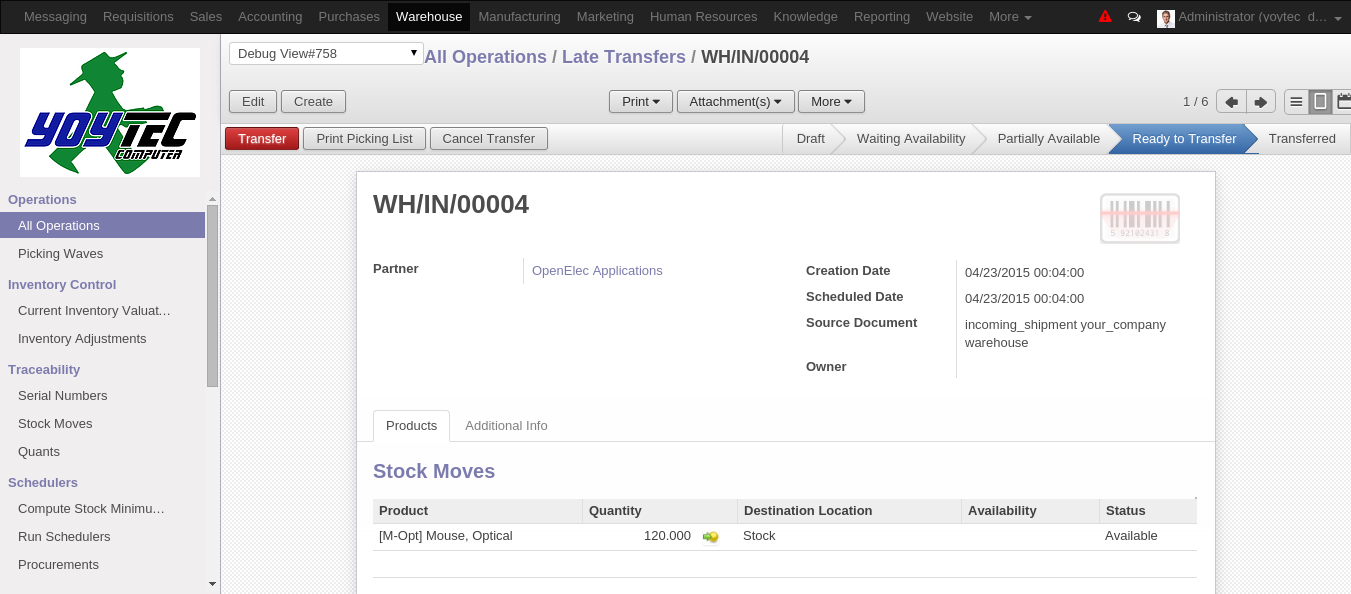 Messaging Requisitions Sales Accounting Purchases Warehouse Manufacturing Marketing Human Resources Knowledge Reporting Website More Administrator (yoytec_d...
Debug View#758 All Operations / Late Transfers / WH/IN/00004
Edit Create Print Attachment(s) More 1 / 6
Transfer Print Picking List Cancel Transfer Draft Waiting Availability Partially Available Ready to Transfer Transferred
YOYTEC
COMPUTER
Operations
All Operations
Picking Waves
Inventory Control
Current Inventory Valuat...
Inventory Adjustments
Traceability
Serial Numbers
Stock Moves
Quants
Schedulers
Compute Stock Minimu...
Run Schedulers
Procurements
WH/IN/00004
5 92102431 8
Partner OpenElec Applications
Creation Date 04/23/2015 00:04:00
Scheduled Date 04/23/2015 00:04:00
Source Document incoming_shipment your_company
warehouse
Owner
Products Additional Info
Stock Moves
Product Quantity Destination Location Availability Status
[M-Opt] Mouse, Optical 120.000 Stock Available